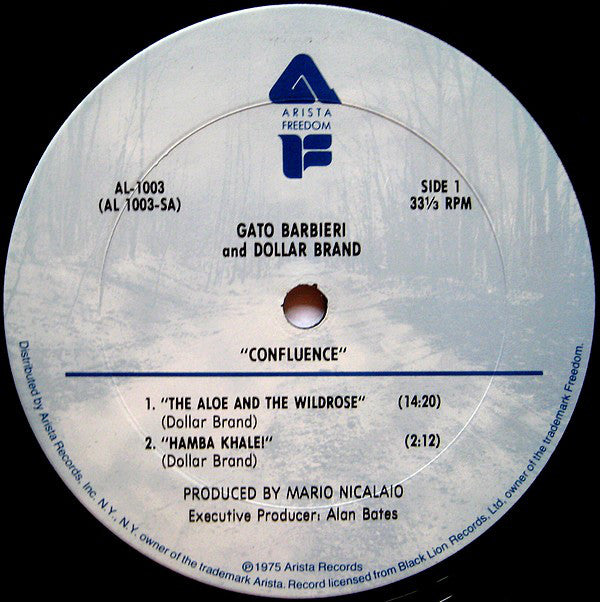 ARISTA
FREEDOM
AL-1003
(AL 1003-SA)
SIDE 1
33⅓ RPM
GATO BARBIERI
and DOLLAR BRAND
"CONFLUENCE"
1. "THE ALOE AND THE WILDROSE" (14:20)
(Dollar Brand)
2. "HAMBA KHALE!" (2:12)
(Dollar Brand)
PRODUCED BY MARIO NICALAIO
Executive Producer: Alan Bates
℗1975 Arista Records
Distributed by Arista Records, Inc. N.Y., N.Y. owner of the trademark Arista. Record licensed from Black Lion Records, Ltd. owner of the trademark Freedom.